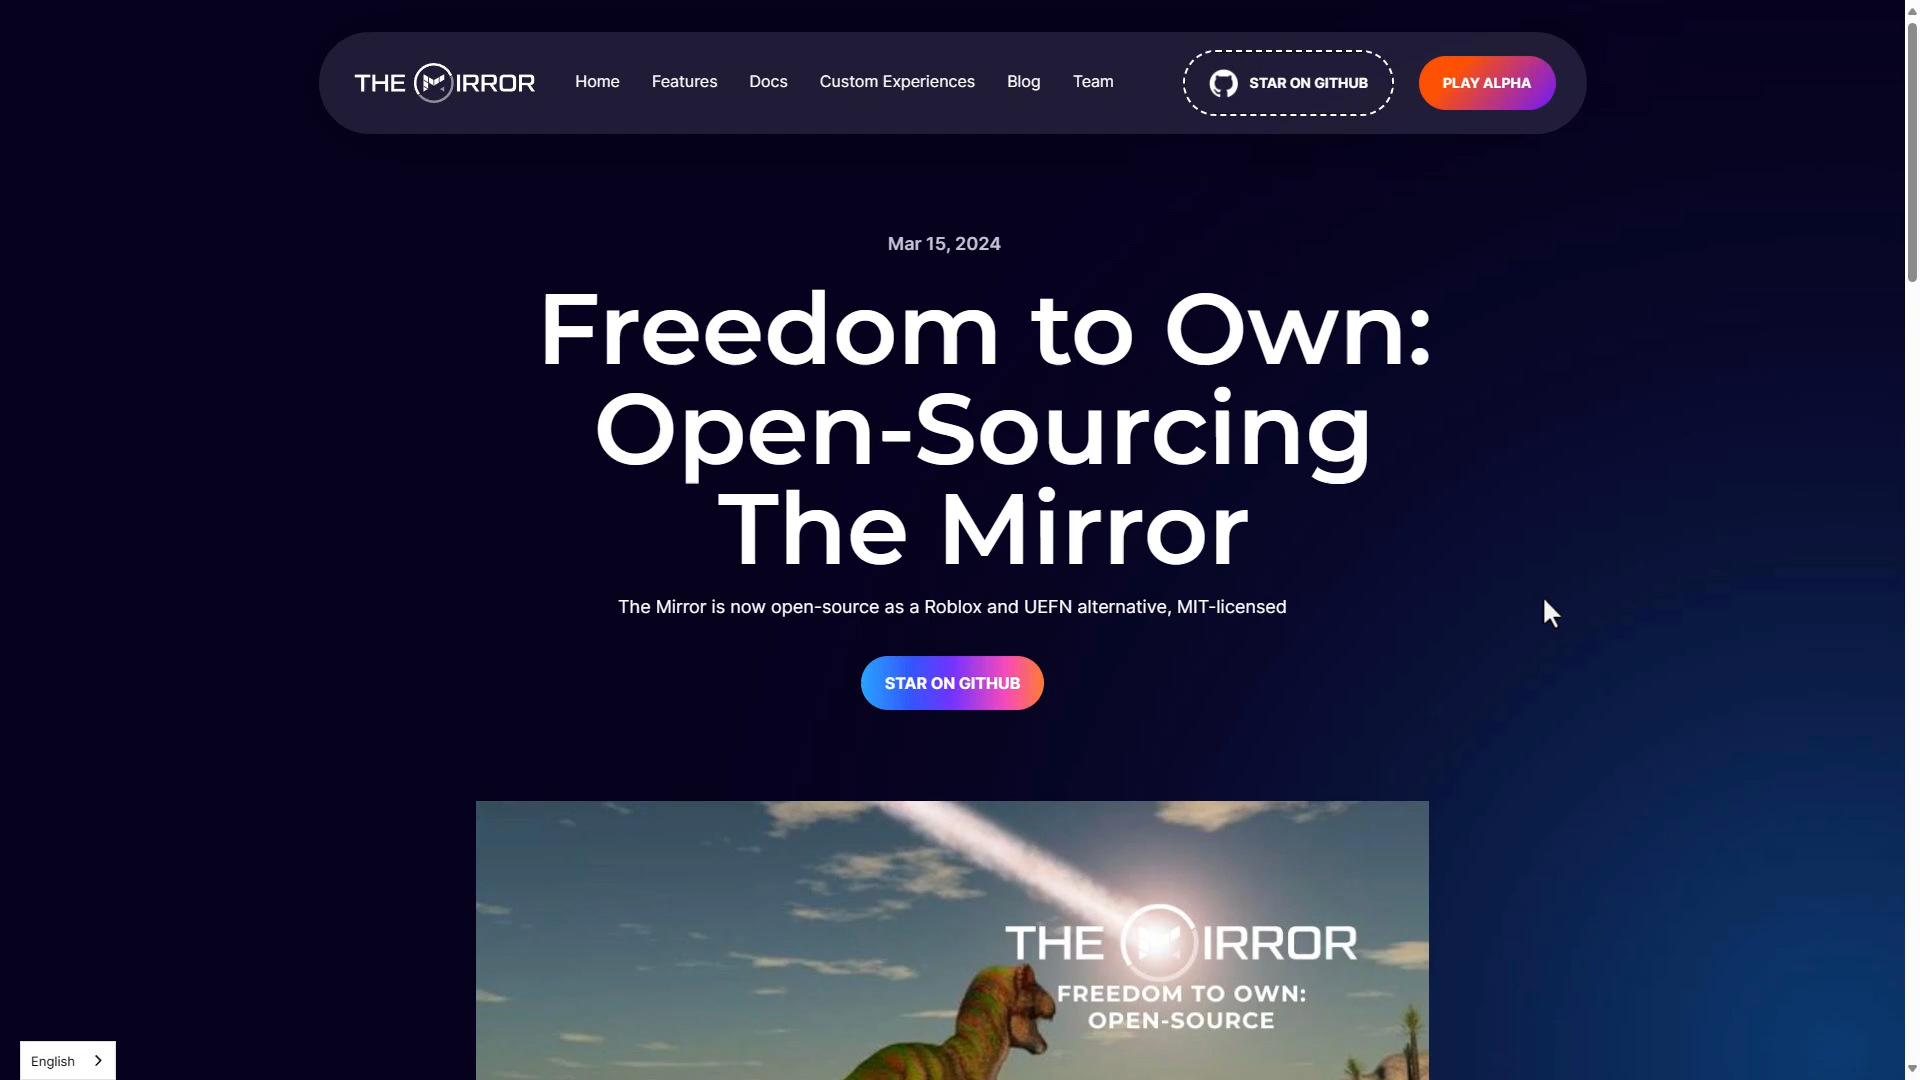 THE MIRROR
Home
Features
Docs
Custom Experiences
Blog
Team
STAR ON GITHUB
PLAY ALPHA
Mar 15, 2024
Freedom to Own:
Open-Sourcing
The Mirror
The Mirror is now open-source as a Roblox and UEFN alternative, MIT-licensed
STAR ON GITHUB
THE MIRROR
FREEDOM TO OWN:
OPEN-SOURCE
English